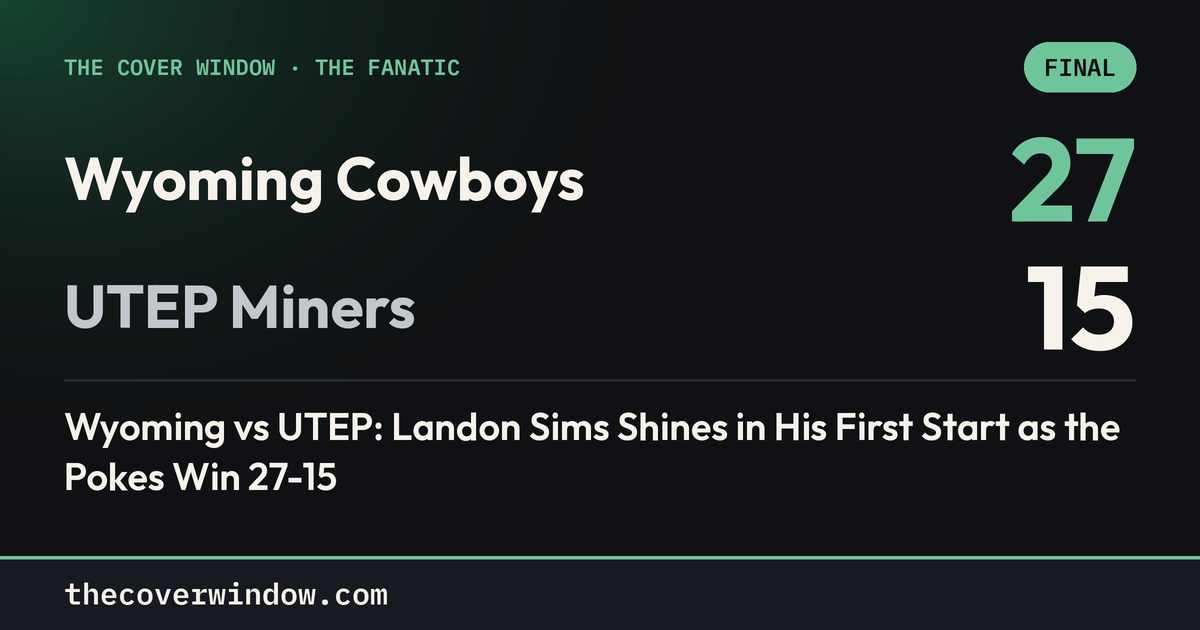 THE COVER WINDOW · THE FANATIC
FINAL
Wyoming Cowboys
27
UTEP Miners
15
Wyoming vs UTEP: Landon Sims Shines in His First Start as the
Pokes Win 27-15
thecoverwindow.com